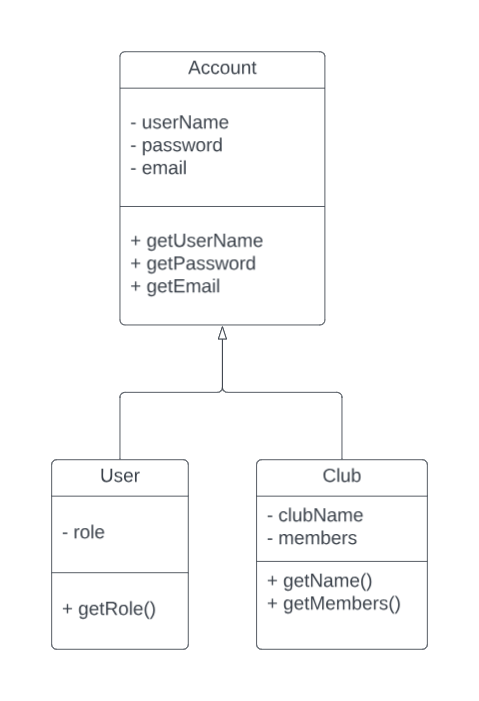 Account
- userName
- password
- email
+ getUserName
+ getPassword
+ getEmail
User
- role
+ getRole()
Club
- clubName
- members
+ getName()
+ getMembers()